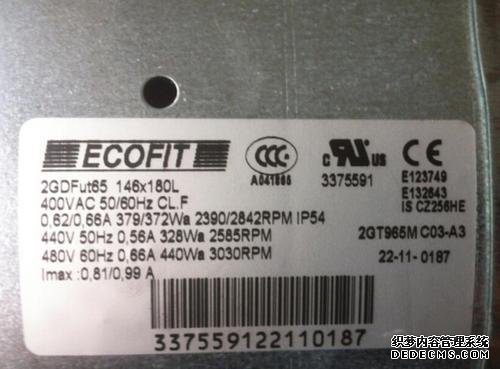 ECOFIT
CCC
A041885
c RU us
3375591
CE
E123749
E132643
IS CZ256HE
2GDFut65 146x180L
400VAC 50/60Hz CL.F
0,62/0,66A 379/372Wa 2390/2842RPM IP54
440V 50Hz 0,56A 328Wa 2585RPM
480V 60Hz 0,66A 440Wa 3030RPM
Imax :0,81/0,99 A
2GT965M C03-A3
22-11- 0187
337559122110187
织梦内容管理系统
DEDECMS.COM